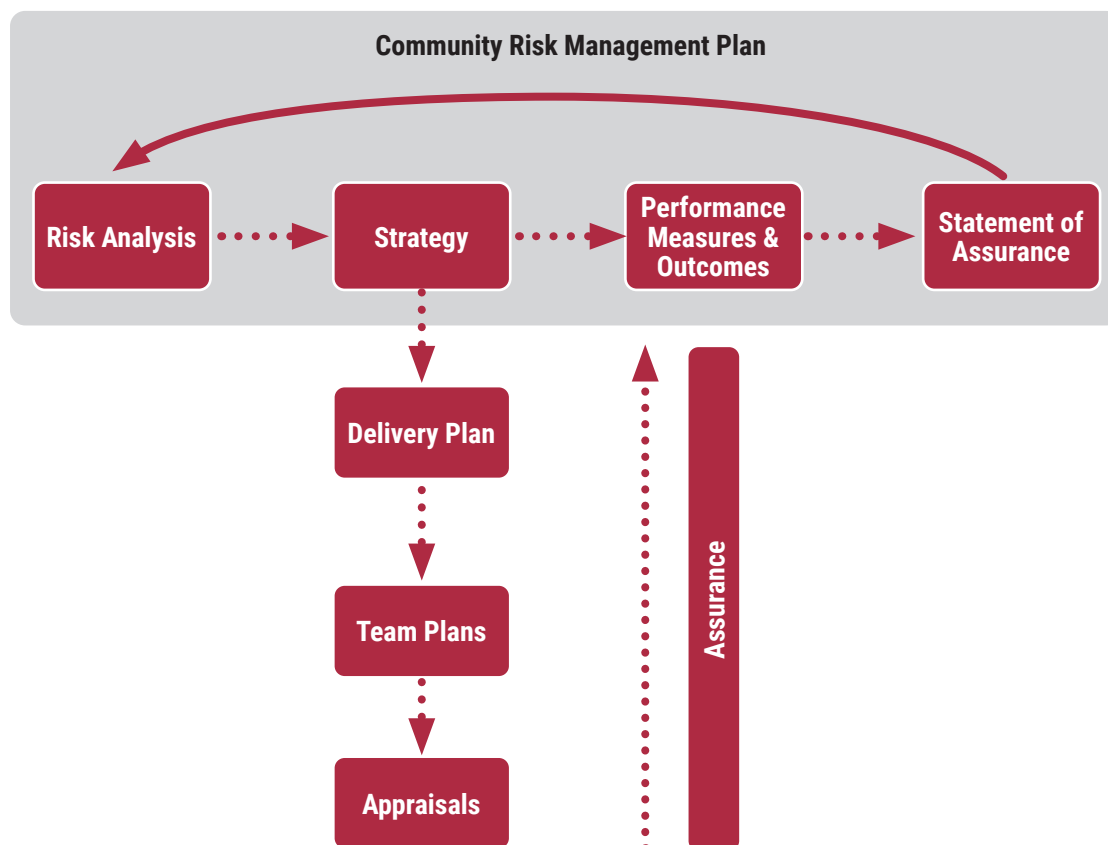 Community Risk Management Plan
Risk Analysis
Strategy
Performance
Measures &
Outcomes
Statement of
Assurance
Delivery Plan
Team Plans
Appraisals
Assurance